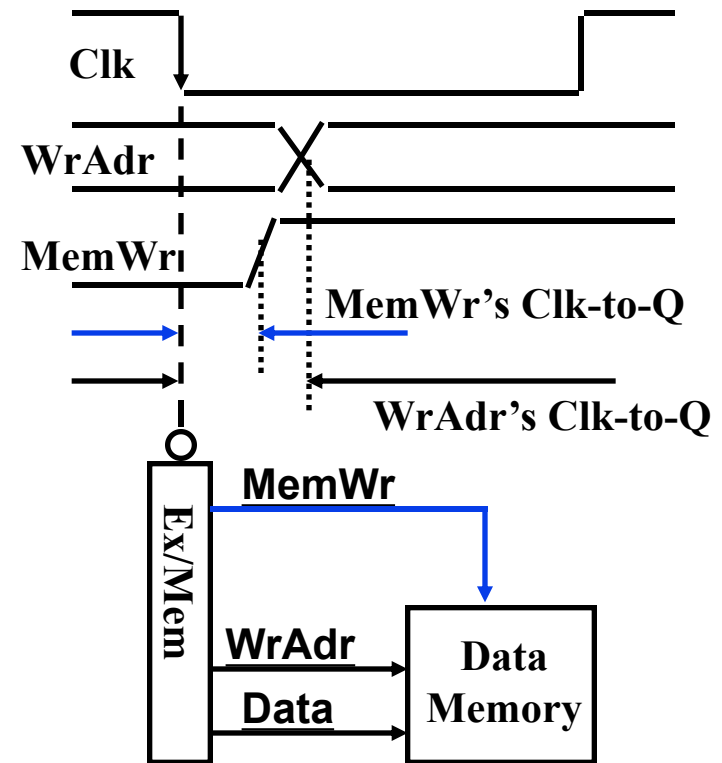 Clk
WrAdr
MemWr
MemWr’s Clk-to-Q
WrAdr’s Clk-to-Q
MemWr
Ex/Mem
WrAdr
Data
Data
Memory